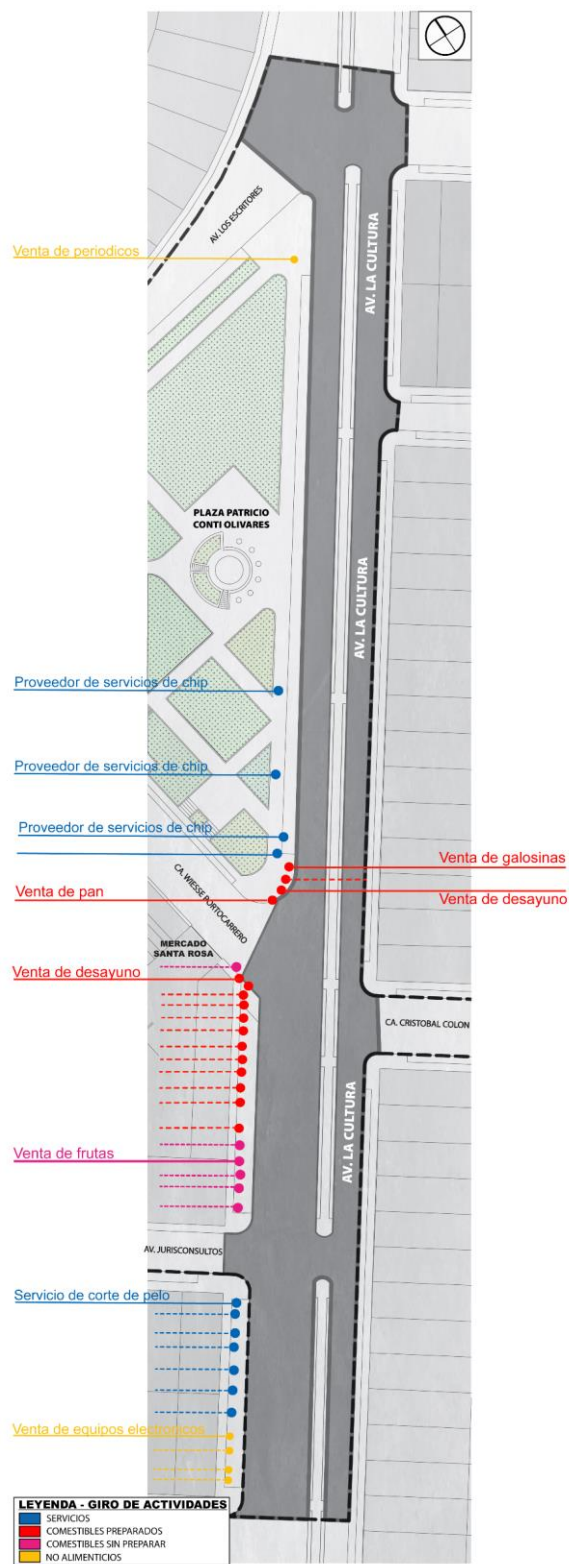 AV. LOS ESCRITORES
Venta de periodicos
AV. LA CULTURA
PLAZA PATRICIO
CONTI OLIVARES
AV. LA CULTURA
Proveedor de servicios de chip
Proveedor de servicios de chip
Proveedor de servicios de chip
Venta de galosinas
CA. WIESSE PORTOCARRERO
Venta de pan
Venta de desayuno
MERCADO
SANTA ROSA
Venta de desayuno
CA. CRISTOBAL COLON
AV. LA CULTURA
Venta de frutas
AV. JURISCONSULTOS
Servicio de corte de pelo
Venta de equipos electronicos
LEYENDA - GIRO DE ACTIVIDADES
SERVICIOS
COMESTIBLES PREPARADOS
COMESTIBLES SIN PREPARAR
NO ALIMENTICIOS